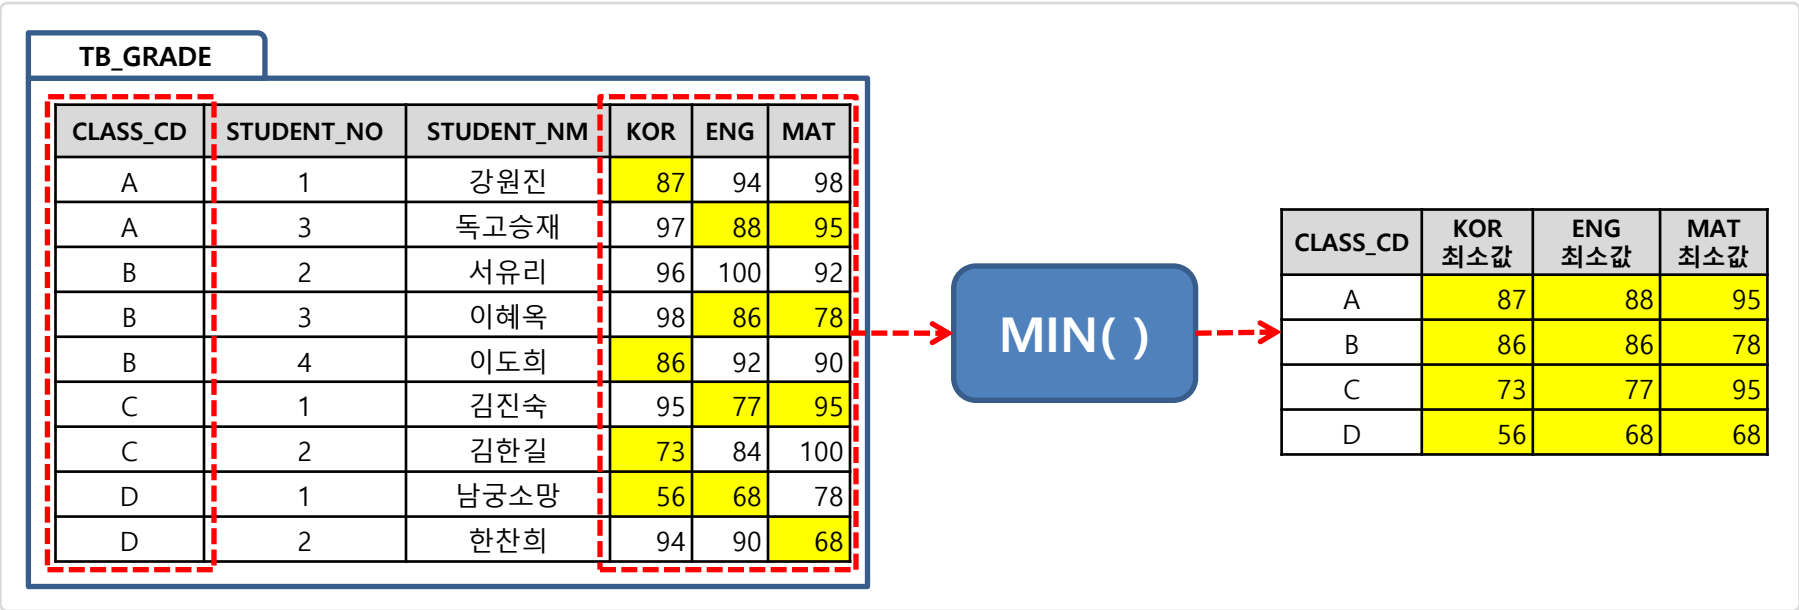 TB_GRADE
CLASS_CD STUDENT_NO STUDENT_NM KOR ENG MAT
A 1 강원진 87 94 98
A 3 독고승재 97 88 95
B 2 서유리 96 100 92
B 3 이혜옥 98 86 78
B 4 이도희 86 92 90
C 1 김진숙 95 77 95
C 2 김한길 73 84 100
D 1 남궁소망 56 68 78
D 2 한찬희 94 90 68
MIN( )
CLASS_CD KOR ENG MAT
최소값 최소값 최소값
A 87 88 95
B 86 86 78
C 73 77 95
D 56 68 68